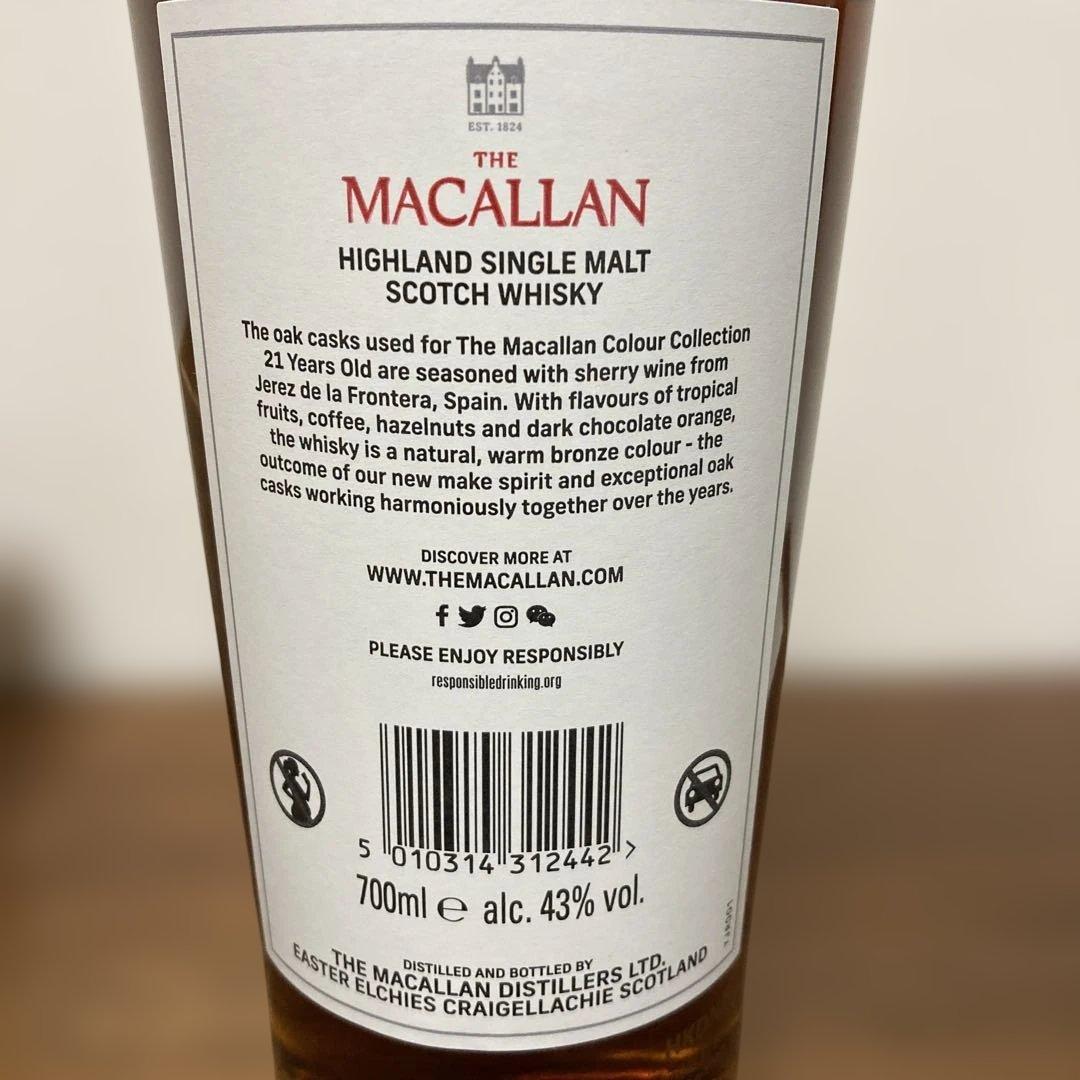 EST. 1824
THE
MACALLAN
HIGHLAND SINGLE MALT
SCOTCH WHISKY
The oak casks used for The Macallan Colour Collection
21 Years Old are seasoned with sherry wine from
Jerez de la Frontera, Spain. With flavours of tropical
fruits, coffee, hazelnuts and dark chocolate orange,
the whisky is a natural, warm bronze colour - the
outcome of our new make spirit and exceptional oak
casks working harmoniously together over the years.
DISCOVER MORE AT
WWW.THEMACALLAN.COM
PLEASE ENJOY RESPONSIBLY
responsibledrinking.org
5 010314 312442 >
700ml e alc. 43% vol.
DISTILLED AND BOTTLED BY
THE MACALLAN DISTILLERS LTD.
EASTER ELCHIES CRAIGELLACHIE SCOTLAND